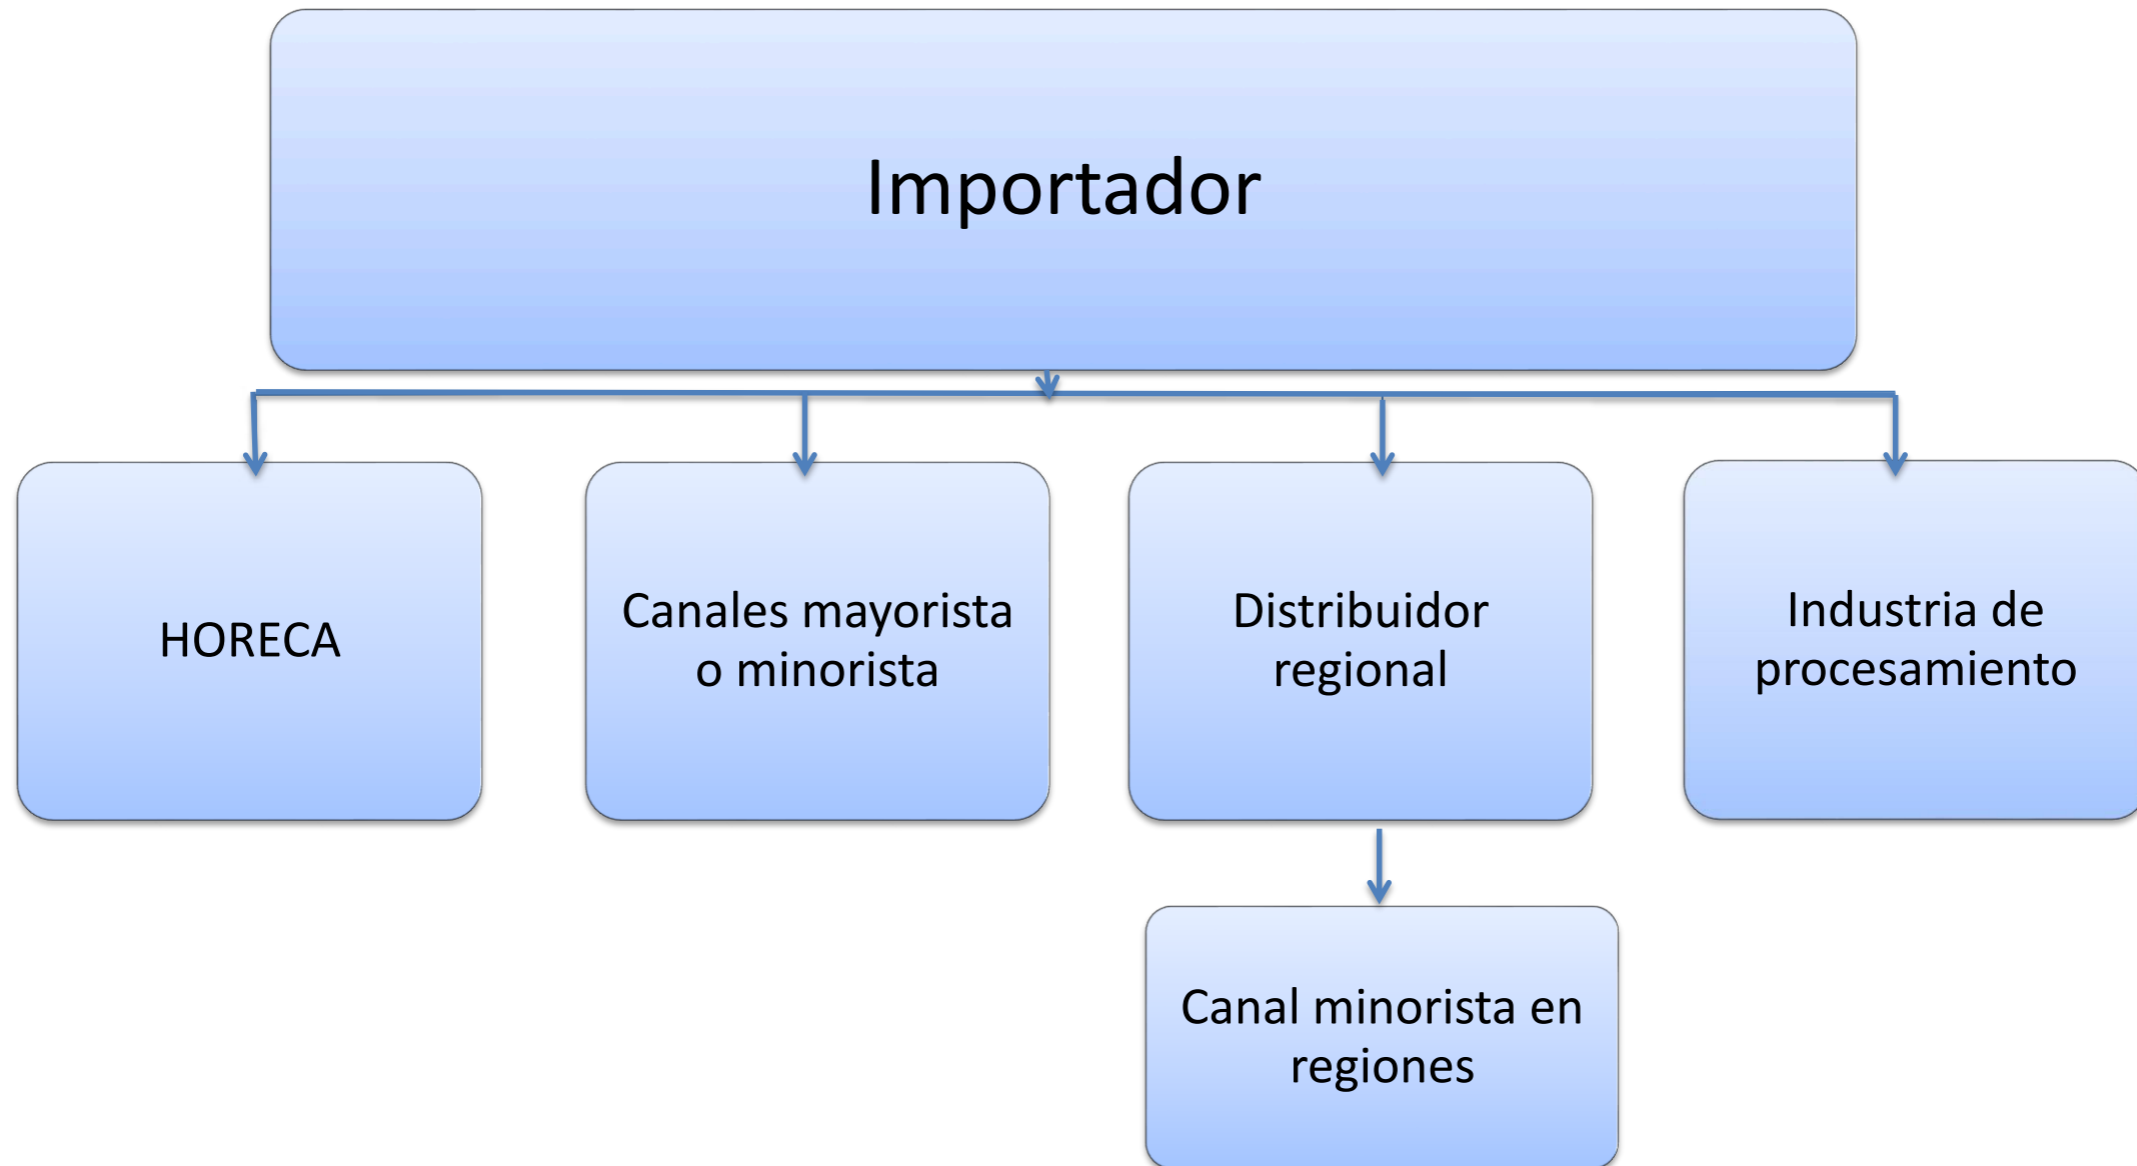 Importador
HORECA
Canales mayorista
o minorista
Distribuidor
regional
Industria de
procesamiento
Canal minorista en
regiones